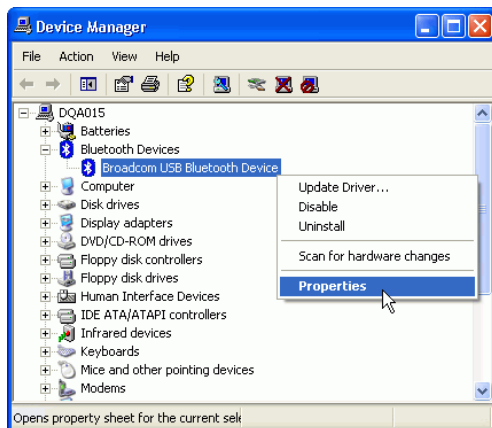 Device Manager
File Action View Help
DQA015
Batteries
Bluetooth Devices
Broadcom USB Bluetooth Device
Computer
Disk drives
Display adapters
DVD/CD-ROM drives
Floppy disk controllers
Floppy disk drives
Human Interface Devices
IDE ATA/ATAPI controllers
Infrared devices
Keyboards
Mice and other pointing devices
Modems
Update Driver...
Disable
Uninstall
Scan for hardware changes
Properties
Opens property sheet for the current sele